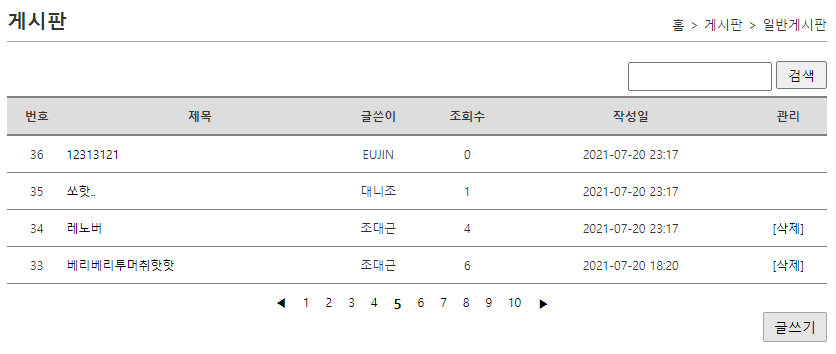 게시판
홈 > 게시판 > 일반게시판
검색
번호 제목 글쓴이 조회수 작성일 관리
36 12313121 EUJIN 0 2021-07-20 23:17
35 쏘핫.. 대니조 1 2021-07-20 23:17
34 레노버 조대근 4 2021-07-20 23:17 [삭제]
33 베리베리투머취핫핫 조대근 6 2021-07-20 18:20 [삭제]
◀ 1 2 3 4 5 6 7 8 9 10 ▶
글쓰기